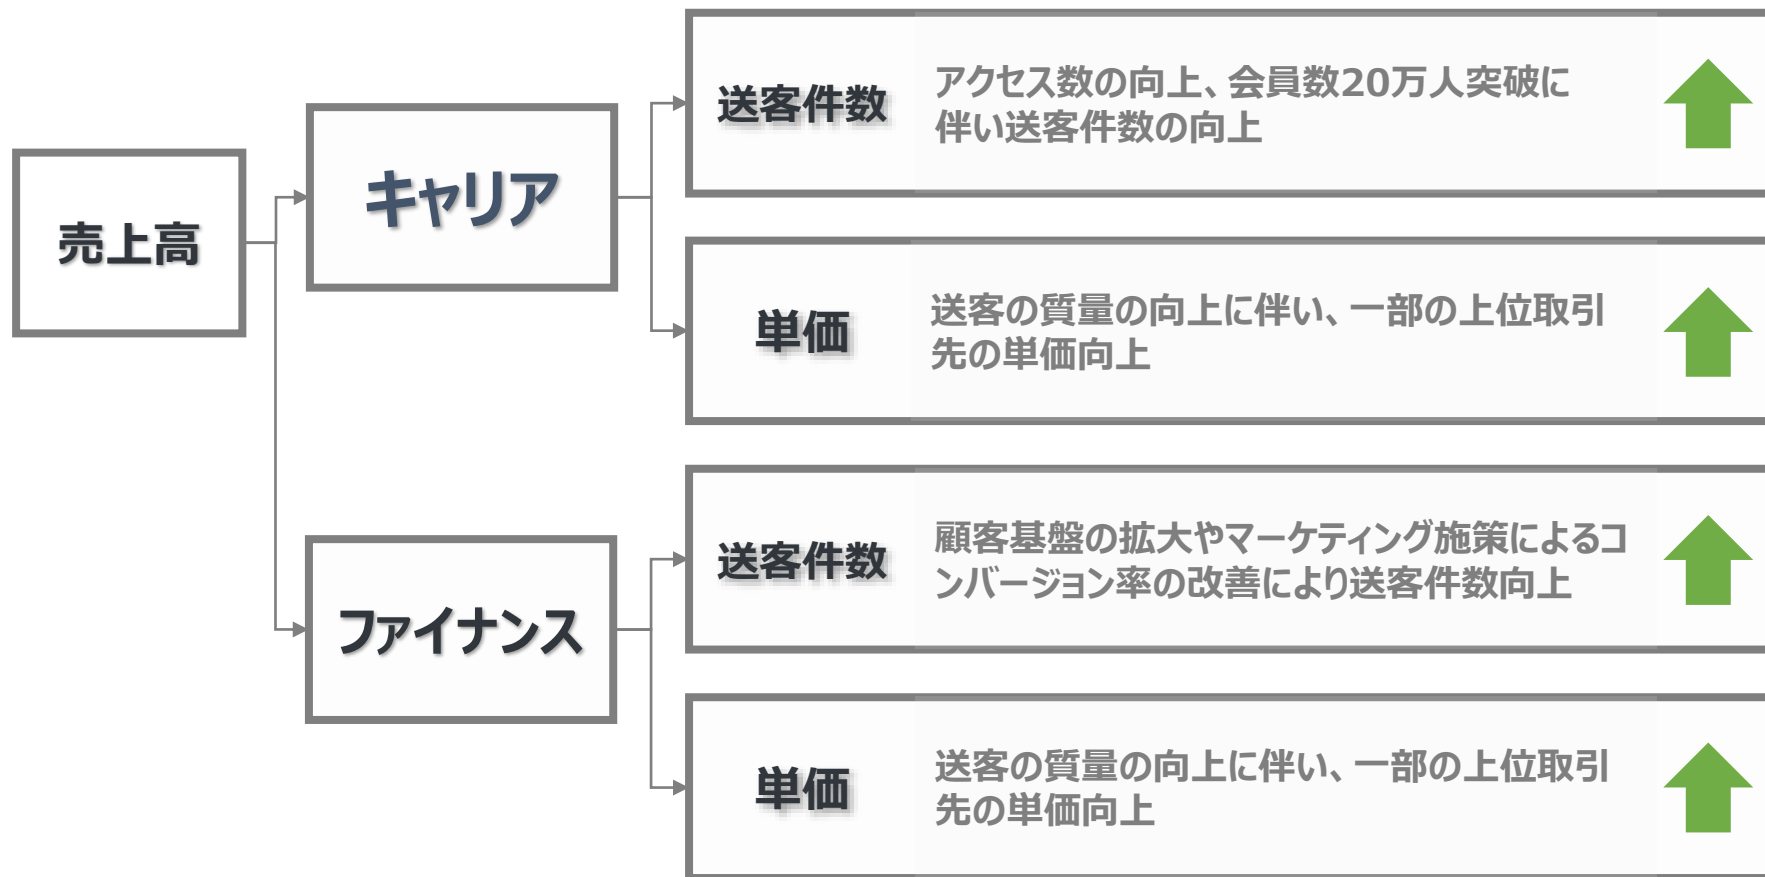 売上高
キャリア
送客件数
アクセス数の向上、会員数20万人突破に
伴い送客件数の向上
単価
送客の質量の向上に伴い、一部の上位取引
先の単価向上
ファイナンス
送客件数
顧客基盤の拡大やマーケティング施策によるコ
ンバージョン率の改善により送客件数向上
単価
送客の質量の向上に伴い、一部の上位取引
先の単価向上